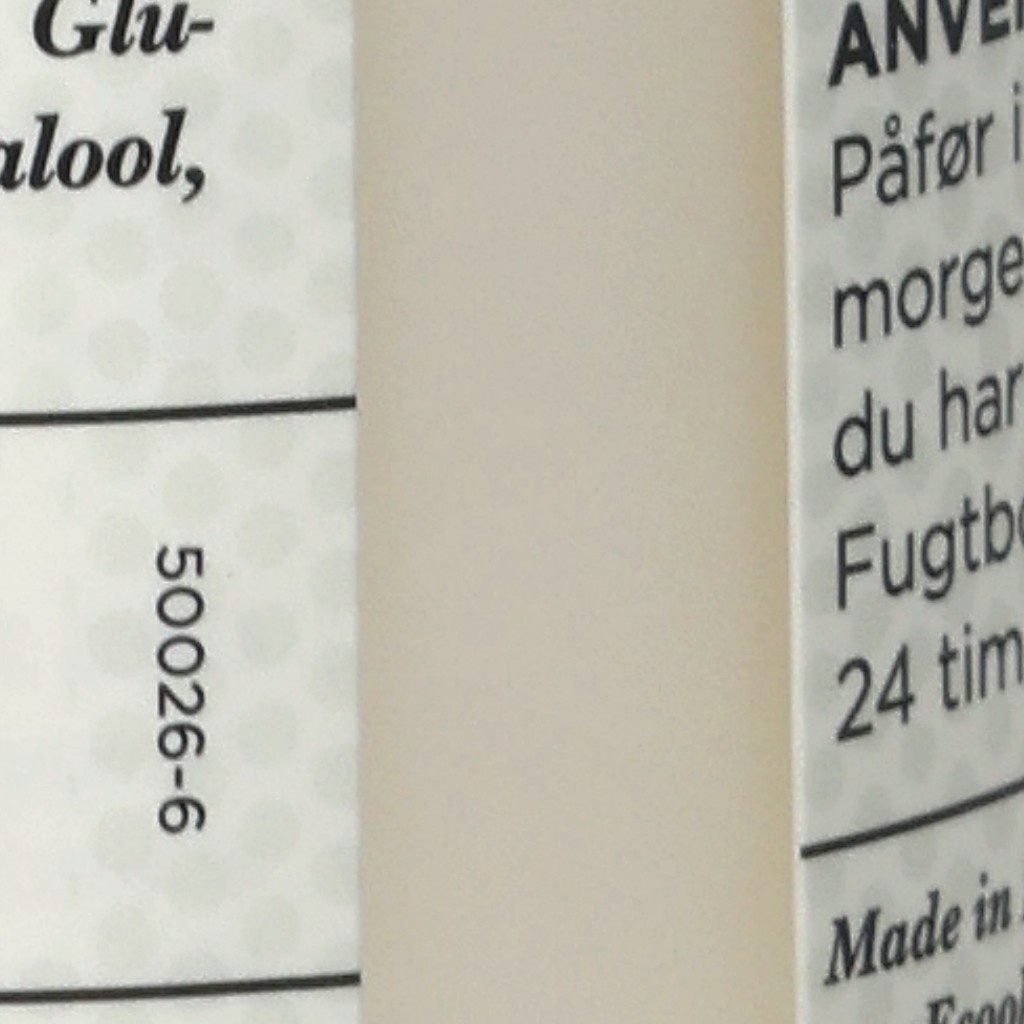 Glu-
alool,
50026-6
ANVE
Påfør i
morge
du har
Fugtb
24 tim
Made in